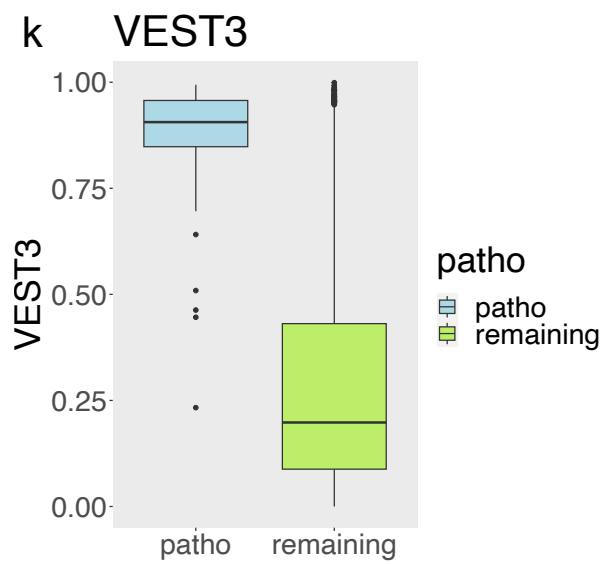 k VEST3
1.00
0.75
0.50
0.25
0.00
VEST3
patho remaining
patho
patho
remaining